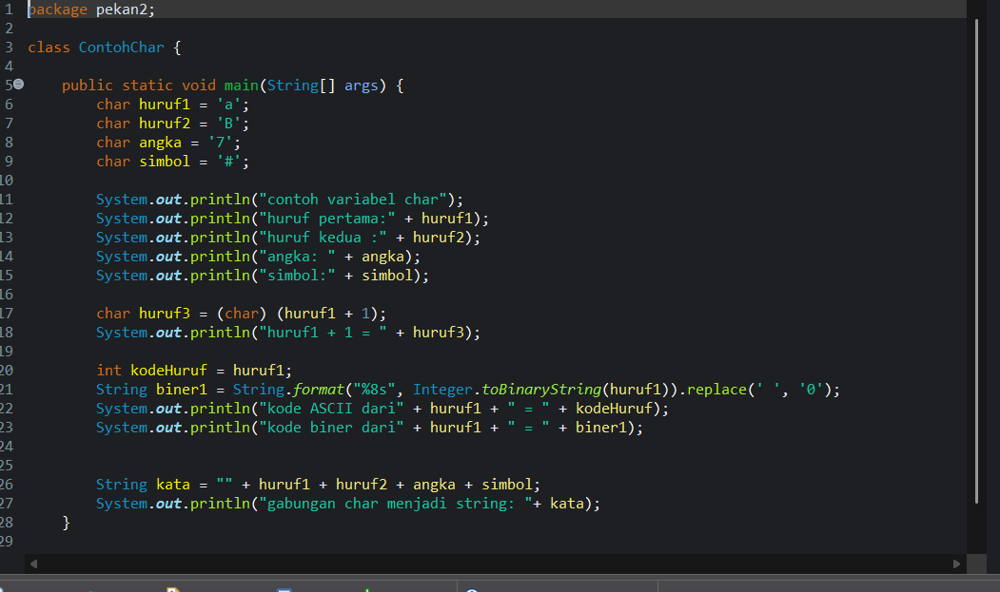 1 package pekan2;
2
3 class ContohChar {
4
5 public static void main(String[] args) {
6 char huruf1 = 'a';
7 char huruf2 = 'B';
8 char angka = '7';
9 char simbol = '#';
10
11 System.out.println("contoh variabel char");
12 System.out.println("huruf pertama:" + huruf1);
13 System.out.println("huruf kedua :" + huruf2);
14 System.out.println("angka: " + angka);
15 System.out.println("simbol:" + simbol);
16
17 char huruf3 = (char) (huruf1 + 1);
18 System.out.println("huruf1 + 1 = " + huruf3);
19
20 int kodeHuruf = huruf1;
21 String biner1 = String.format("%8s", Integer.toBinaryString(huruf1)).replace(' ', '0');
22 System.out.println("kode ASCII dari" + huruf1 + " = " + kodeHuruf);
23 System.out.println("kode biner dari" + huruf1 + " = " + biner1);
24
25
26 String kata = "" + huruf1 + huruf2 + angka + simbol;
27 System.out.println("gabungan char menjadi string: "+ kata);
28 }
29